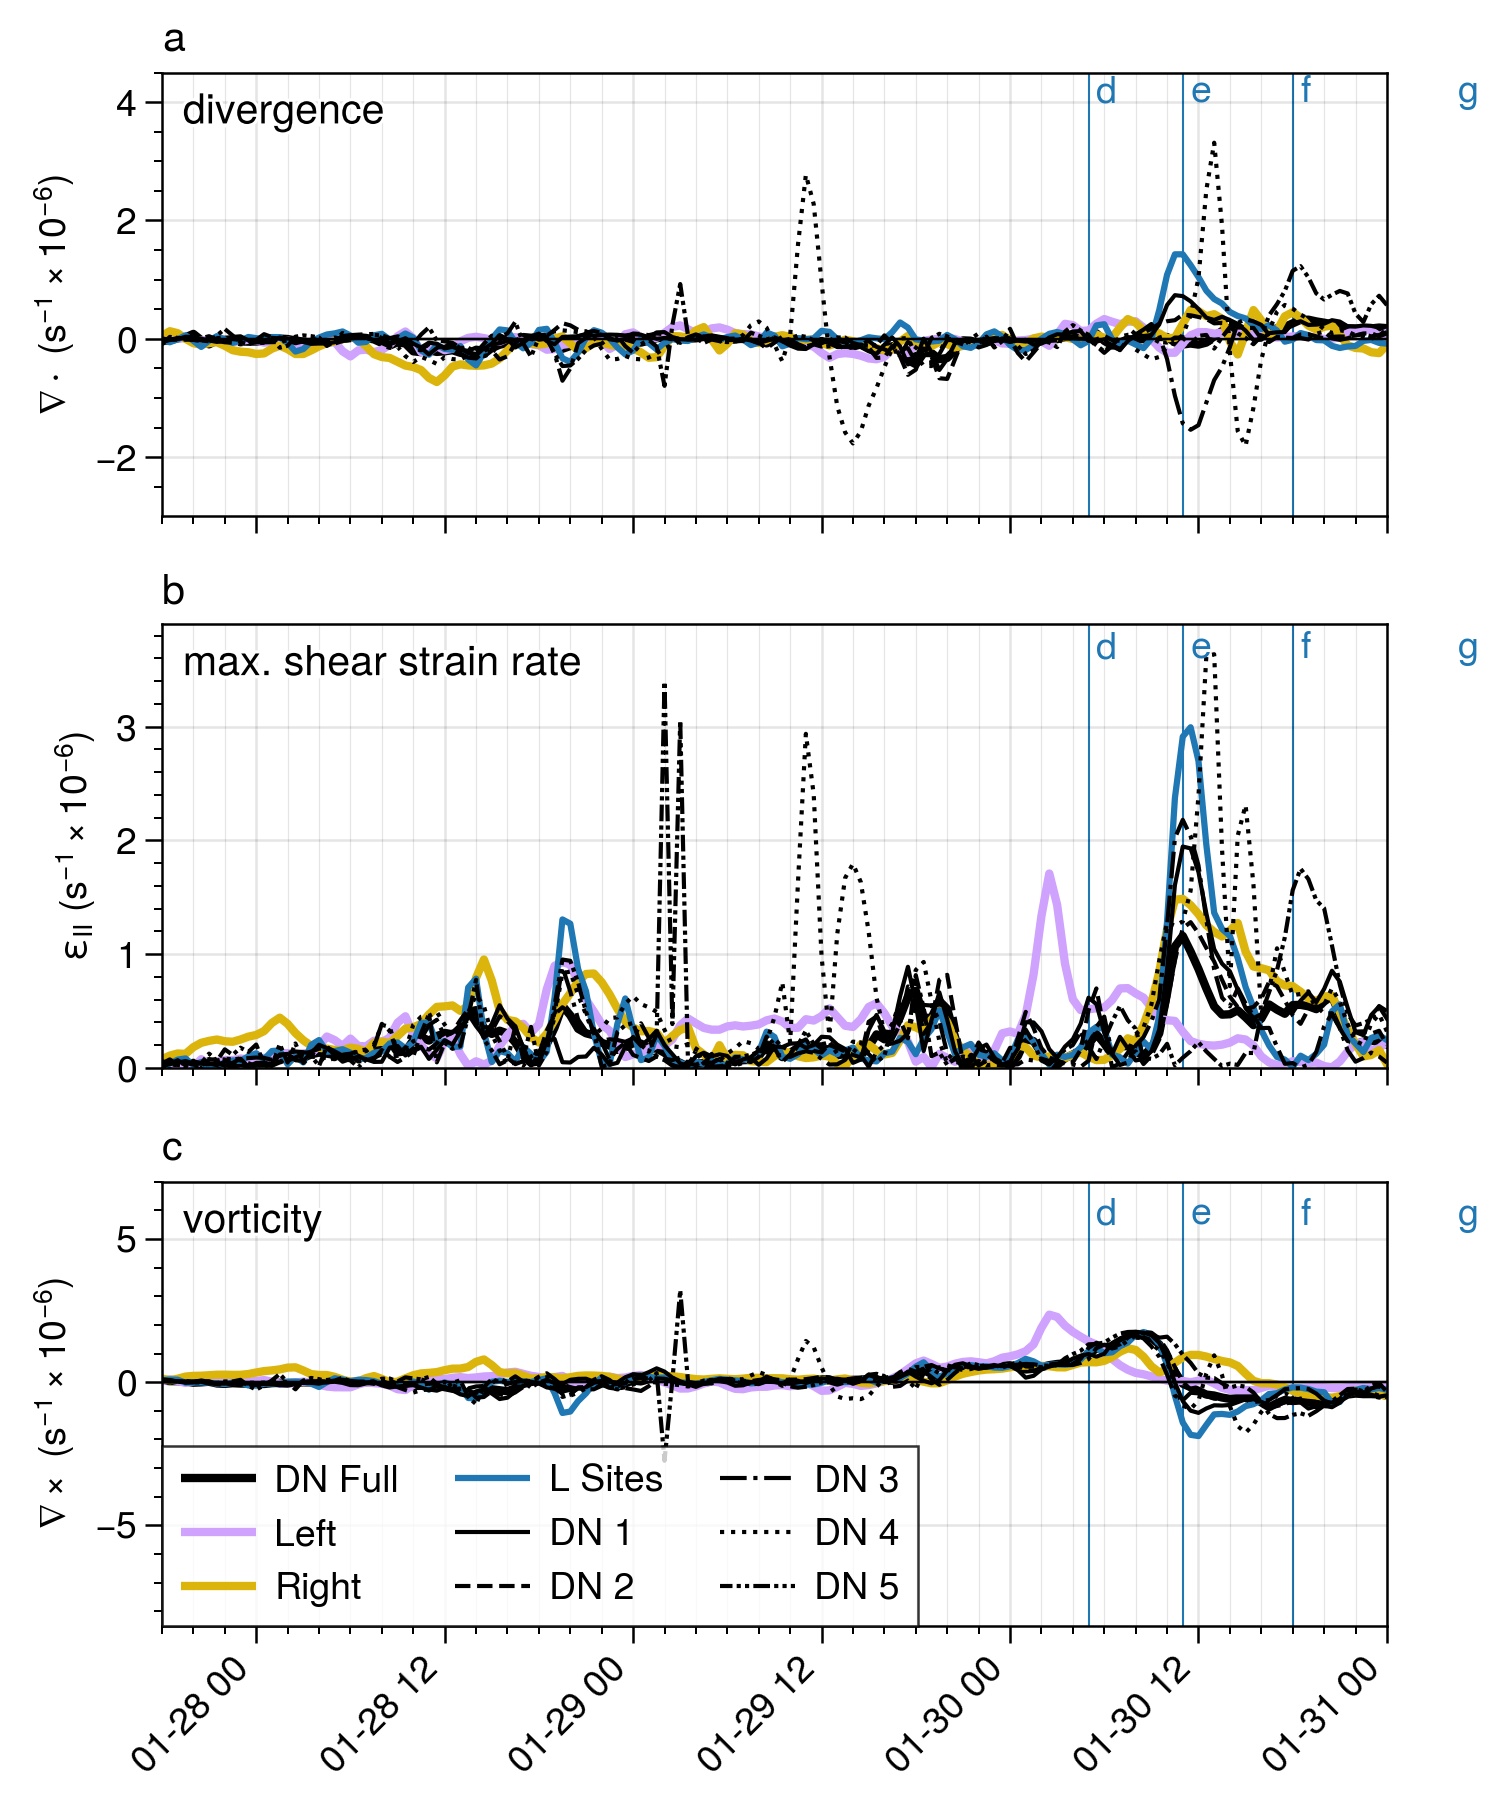 a
divergence
d e f g
4
2
0
−2
∇ · (s⁻¹ × 10⁻⁶)
b
max. shear strain rate
d e f g
3
2
1
0
ε_II (s⁻¹ × 10⁻⁶)
c
vorticity
d e f g
5
0
−5
∇ × (s⁻¹ × 10⁻⁶)
DN Full L Sites DN 3
Left DN 1 DN 4
Right DN 2 DN 5
01-28 00 01-28 12 01-29 00 01-29 12 01-30 00 01-30 12 01-31 00